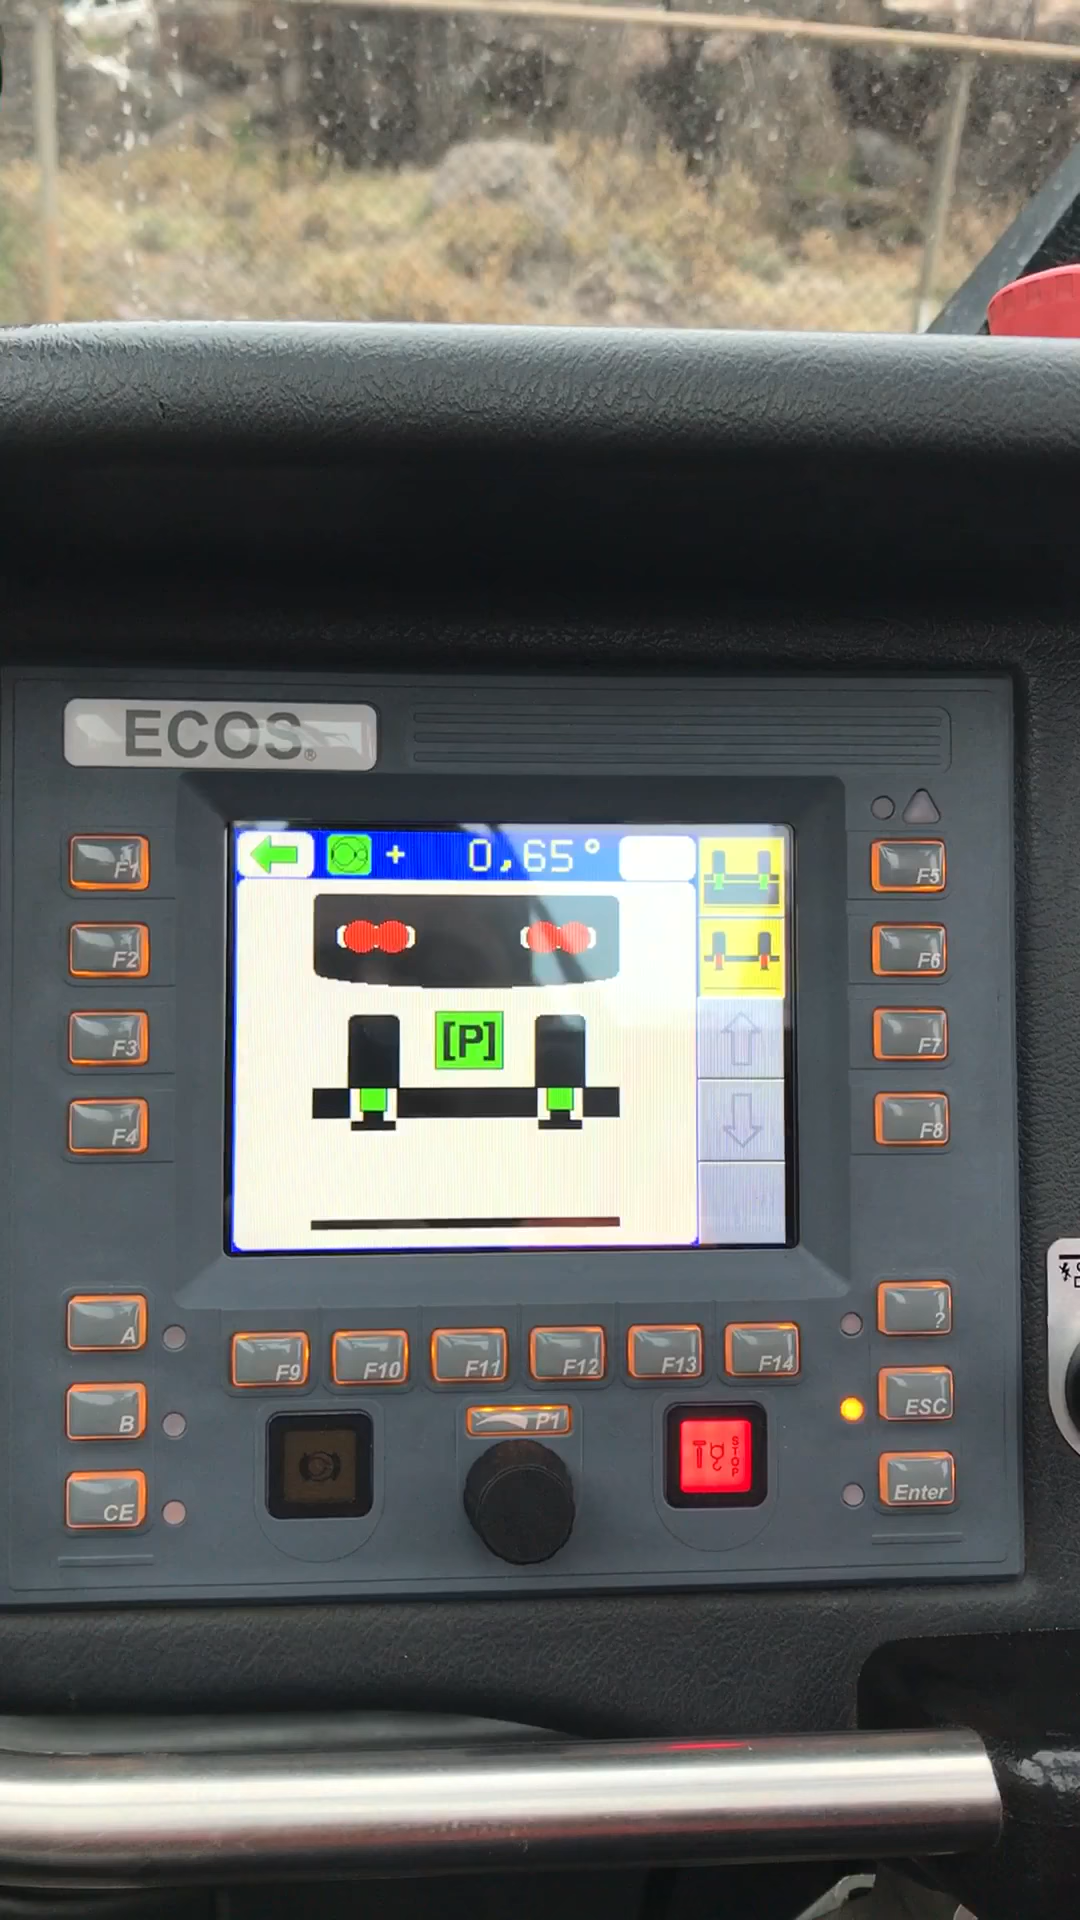 ECOS®
+ 0,65°
[P]
F1
F2
F3
F4
F5
F6
F7
F8
A
B
CE
F9 F10 F11 F12 F13 F14
P1
STOP
?
ESC
Enter